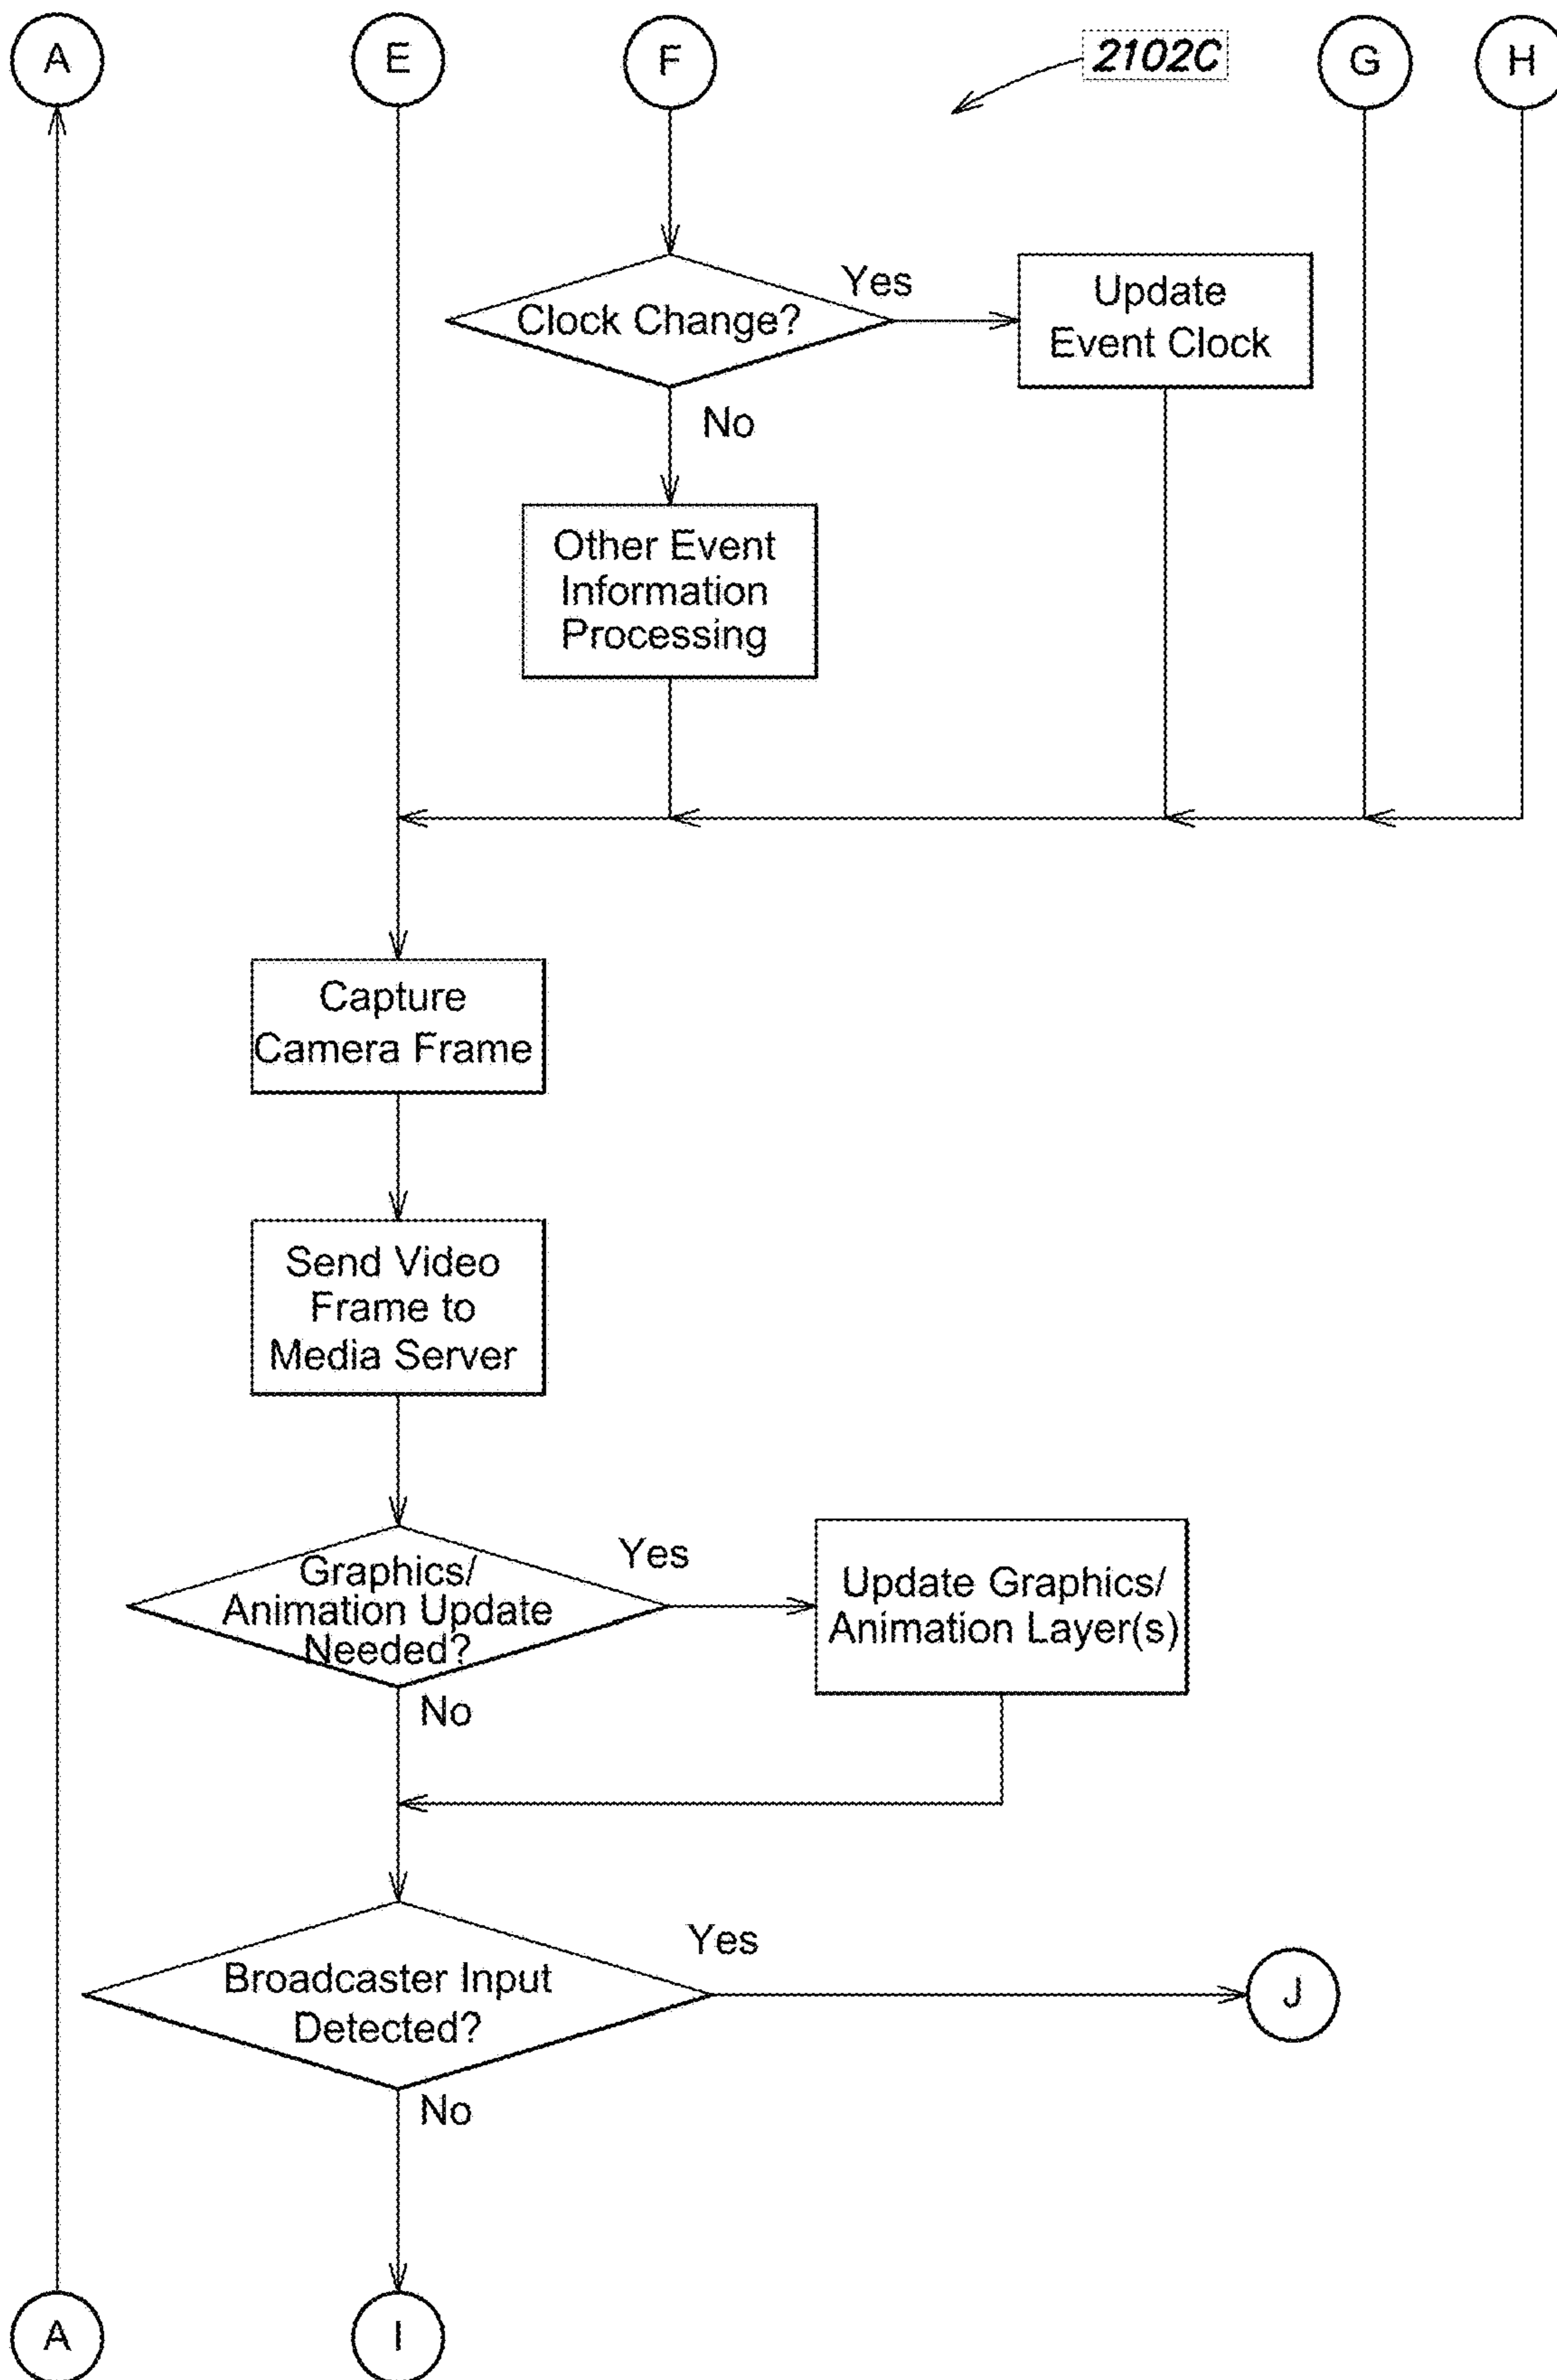 A
E
F
2102C
G
H
Clock Change?
Yes
Update
Event Clock
No
Other Event
Information
Processing
Capture
Camera Frame
Send Video
Frame to
Media Server
Graphics/
Animation Update
Needed?
Yes
Update Graphics/
Animation Layer(s)
No
Broadcaster Input
Detected?
Yes
J
No
A
I